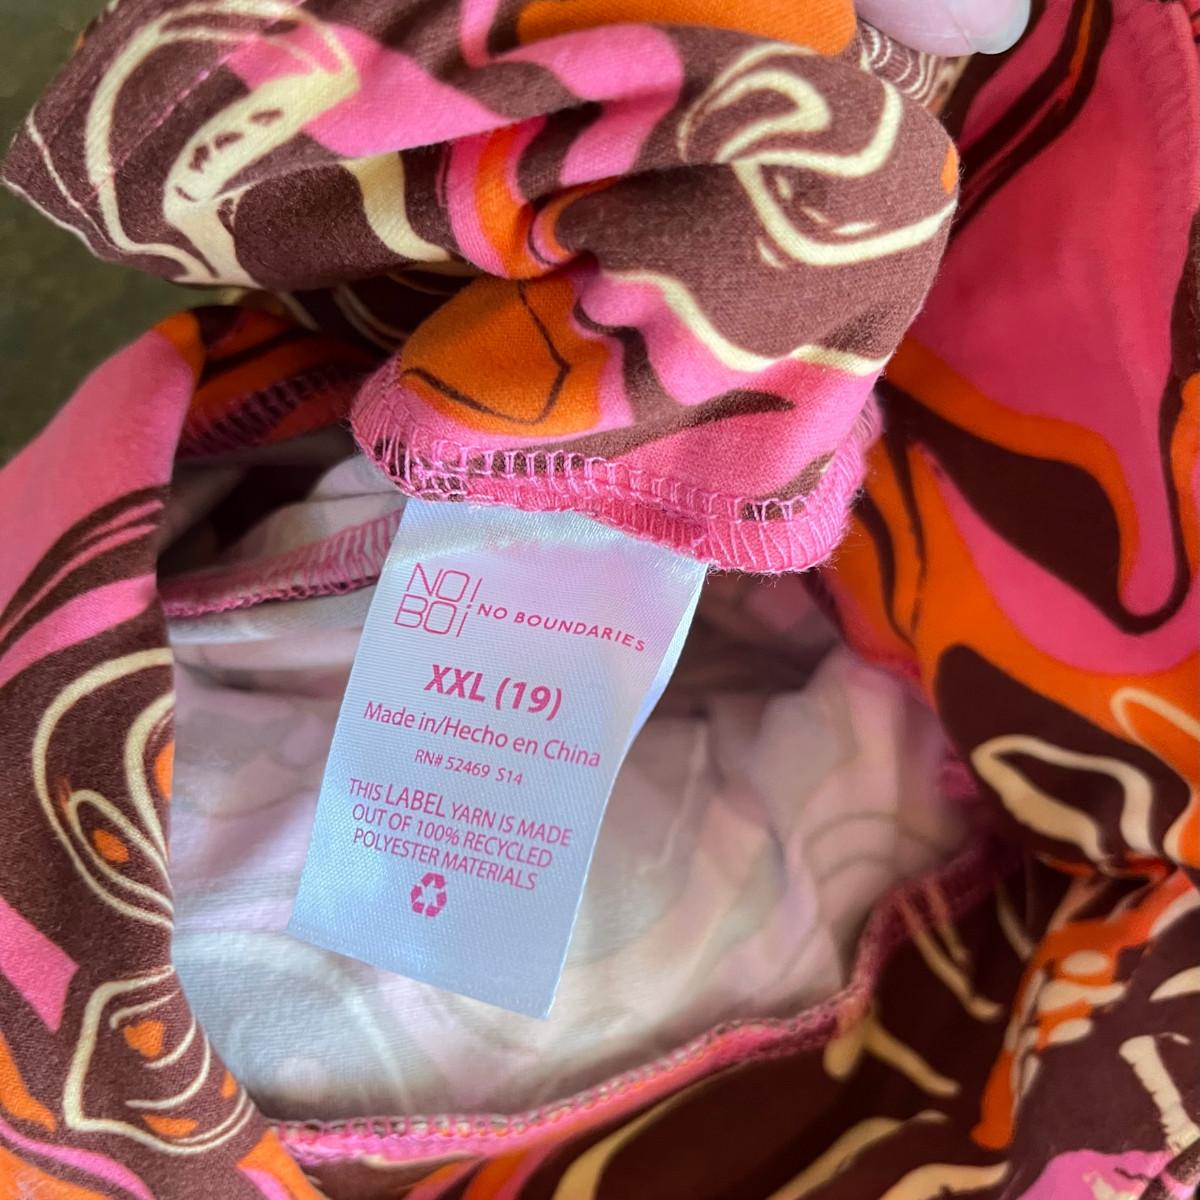 NO!
BOi
NO BOUNDARIES
XXL (19)
Made in/Hecho en China
RN# 52469 S14
THIS LABEL YARN IS MADE
OUT OF 100% RECYCLED
POLYESTER MATERIALS